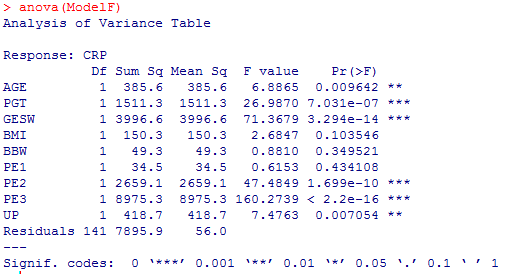 > anova(ModelF)
Analysis of Variance Table

Response: CRP
           Df Sum Sq Mean Sq  F value    Pr(>F)
AGE         1  385.6   385.6   6.8865  0.009642 **
PGT         1 1511.3  1511.3  26.9870 7.031e-07 ***
GESW        1 3996.6  3996.6  71.3679 3.294e-14 ***
BMI         1  150.3   150.3   2.6847  0.103546
BBW         1   49.3    49.3   0.8810  0.349521
PE1         1   34.5    34.5   0.6153  0.434108
PE2         1 2659.1  2659.1  47.4849 1.699e-10 ***
PE3         1 8975.3  8975.3 160.2739 < 2.2e-16 ***
UP          1  418.7   418.7   7.4763  0.007054 **
Residuals 141 7895.9    56.0
---
Signif. codes:  0 ‘***’ 0.001 ‘**’ 0.01 ‘*’ 0.05 ‘.’ 0.1 ‘ ’ 1